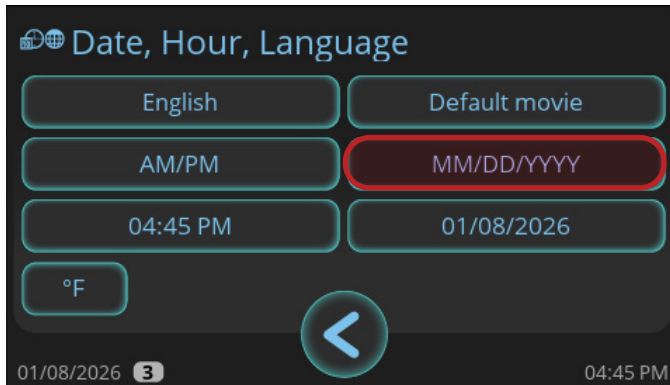 Date, Hour, Language
English Default movie
AM/PM MM/DD/YYYY
04:45 PM 01/08/2026
°F
01/08/2026 3 04:45 PM